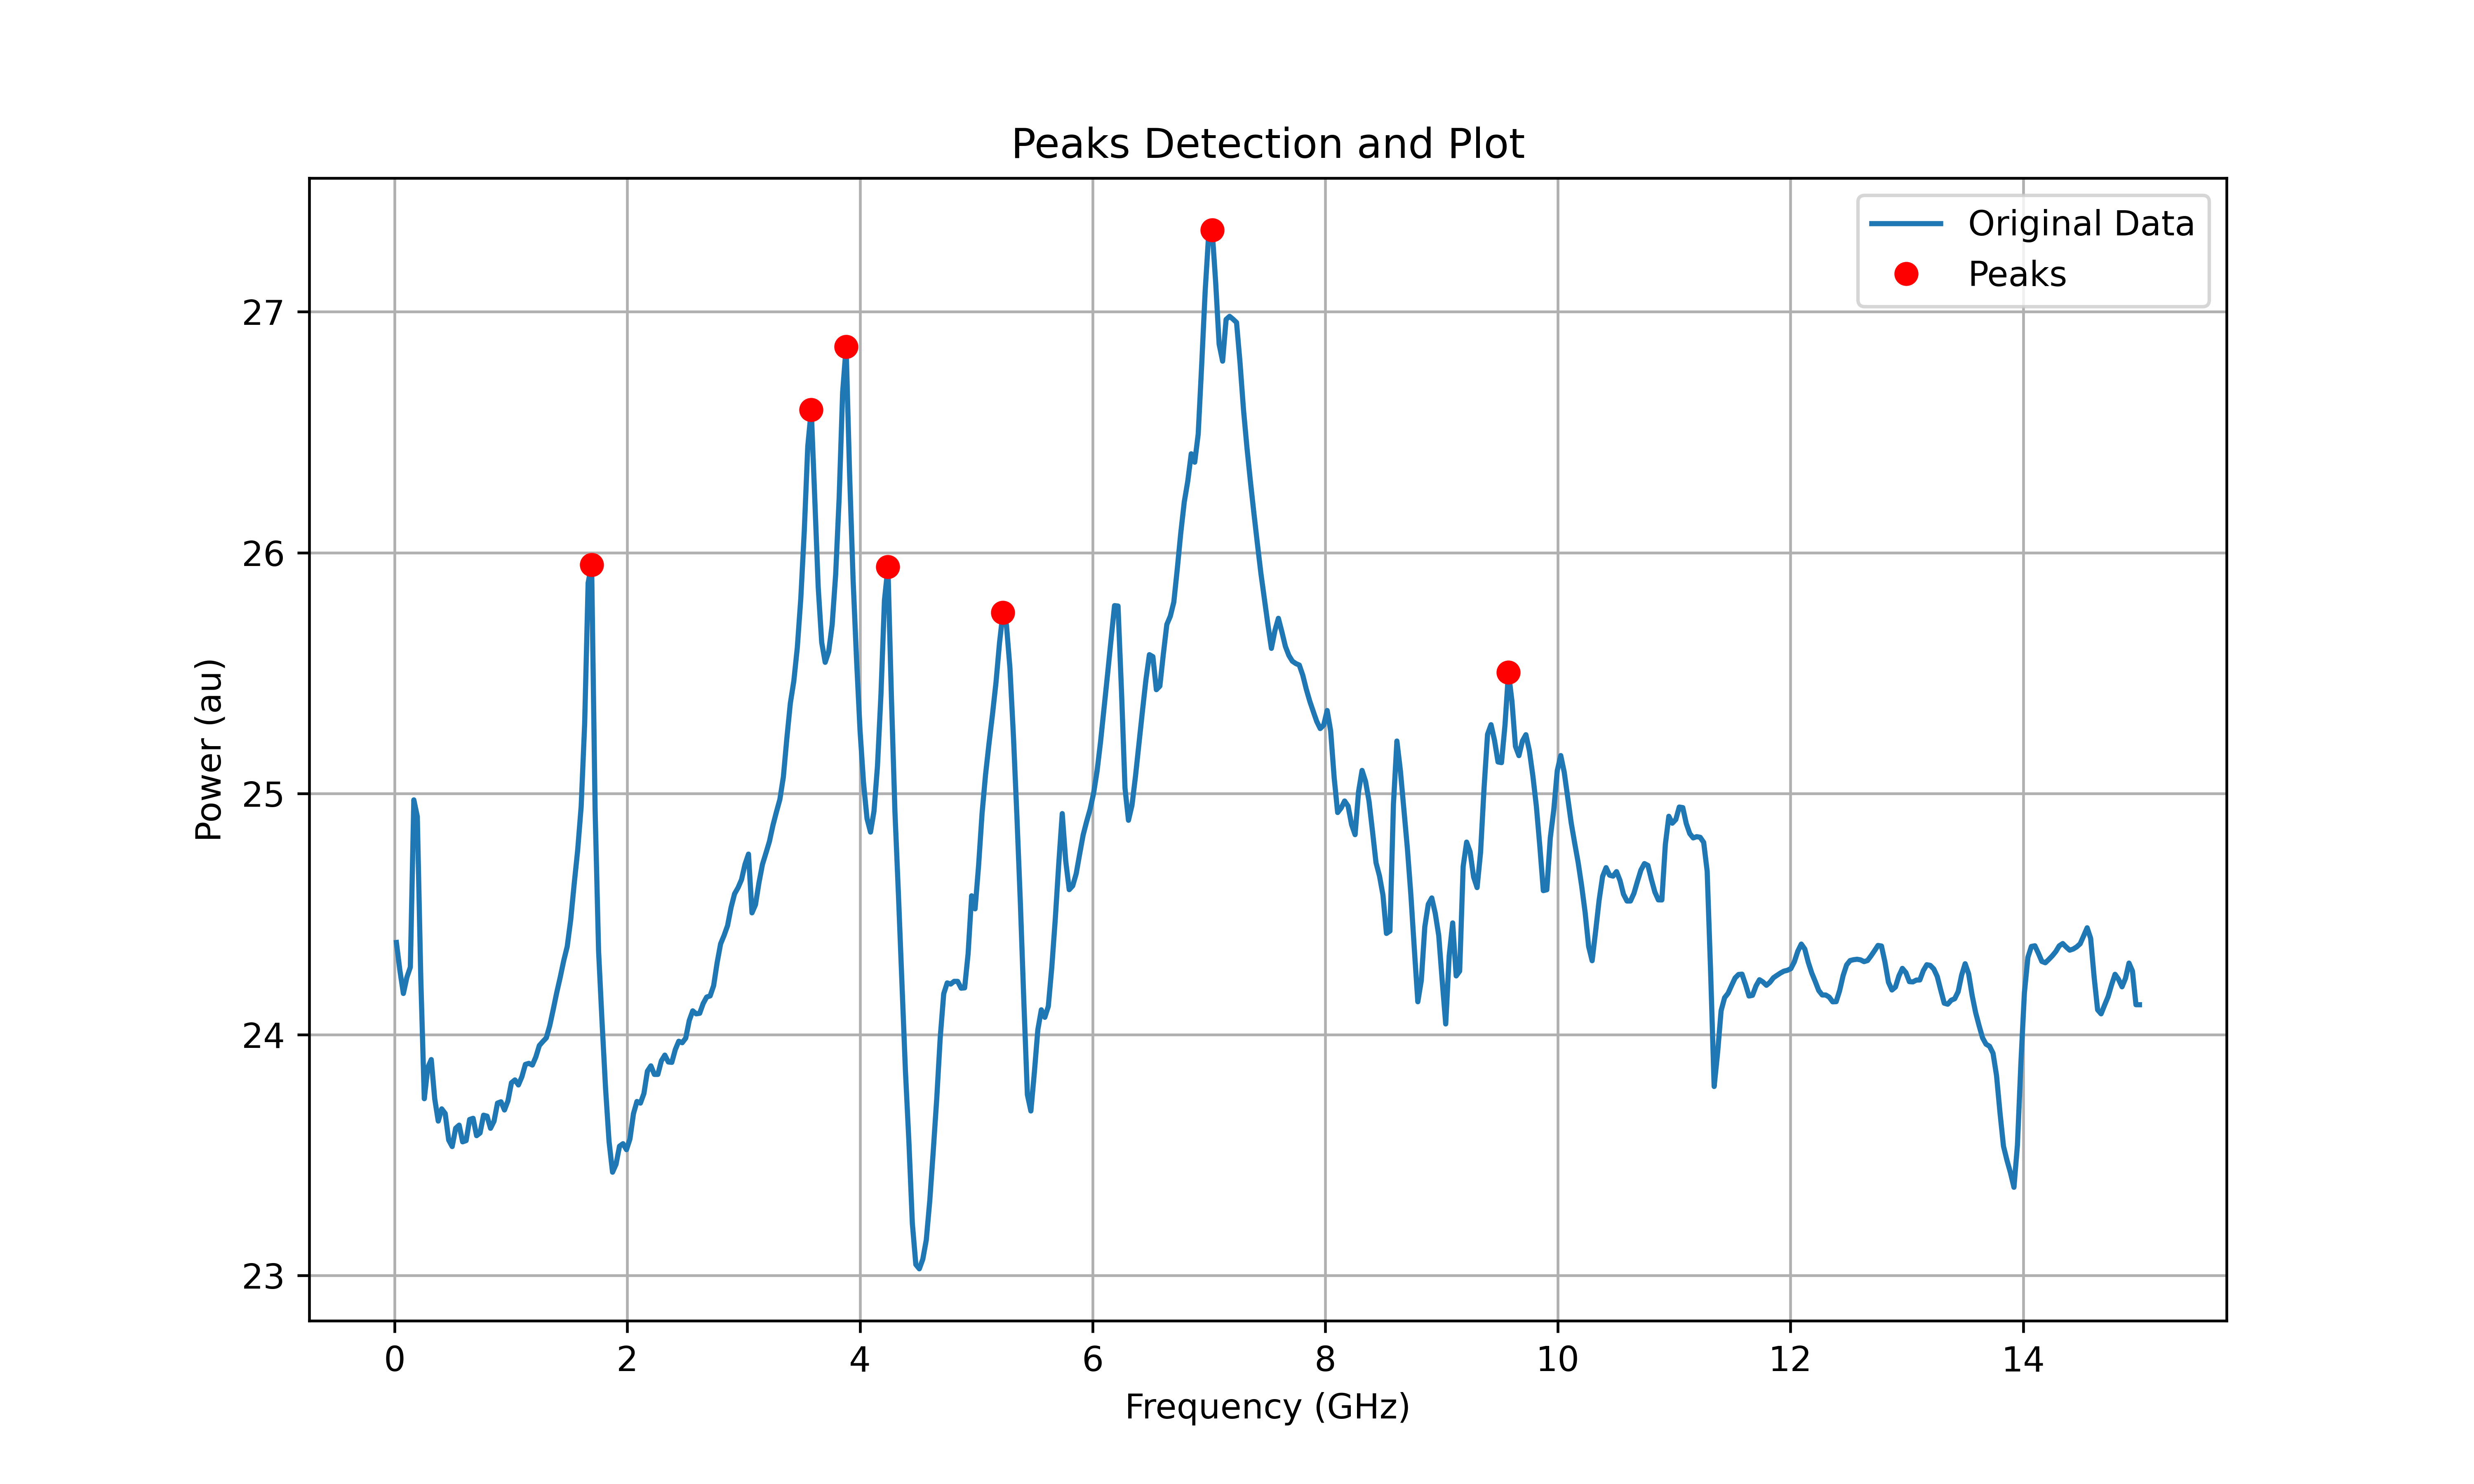 Peaks Detection and Plot
Original Data
Peaks
27
26
25
24
23
Power (au)
0 2 4 6 8 10 12 14
Frequency (GHz)